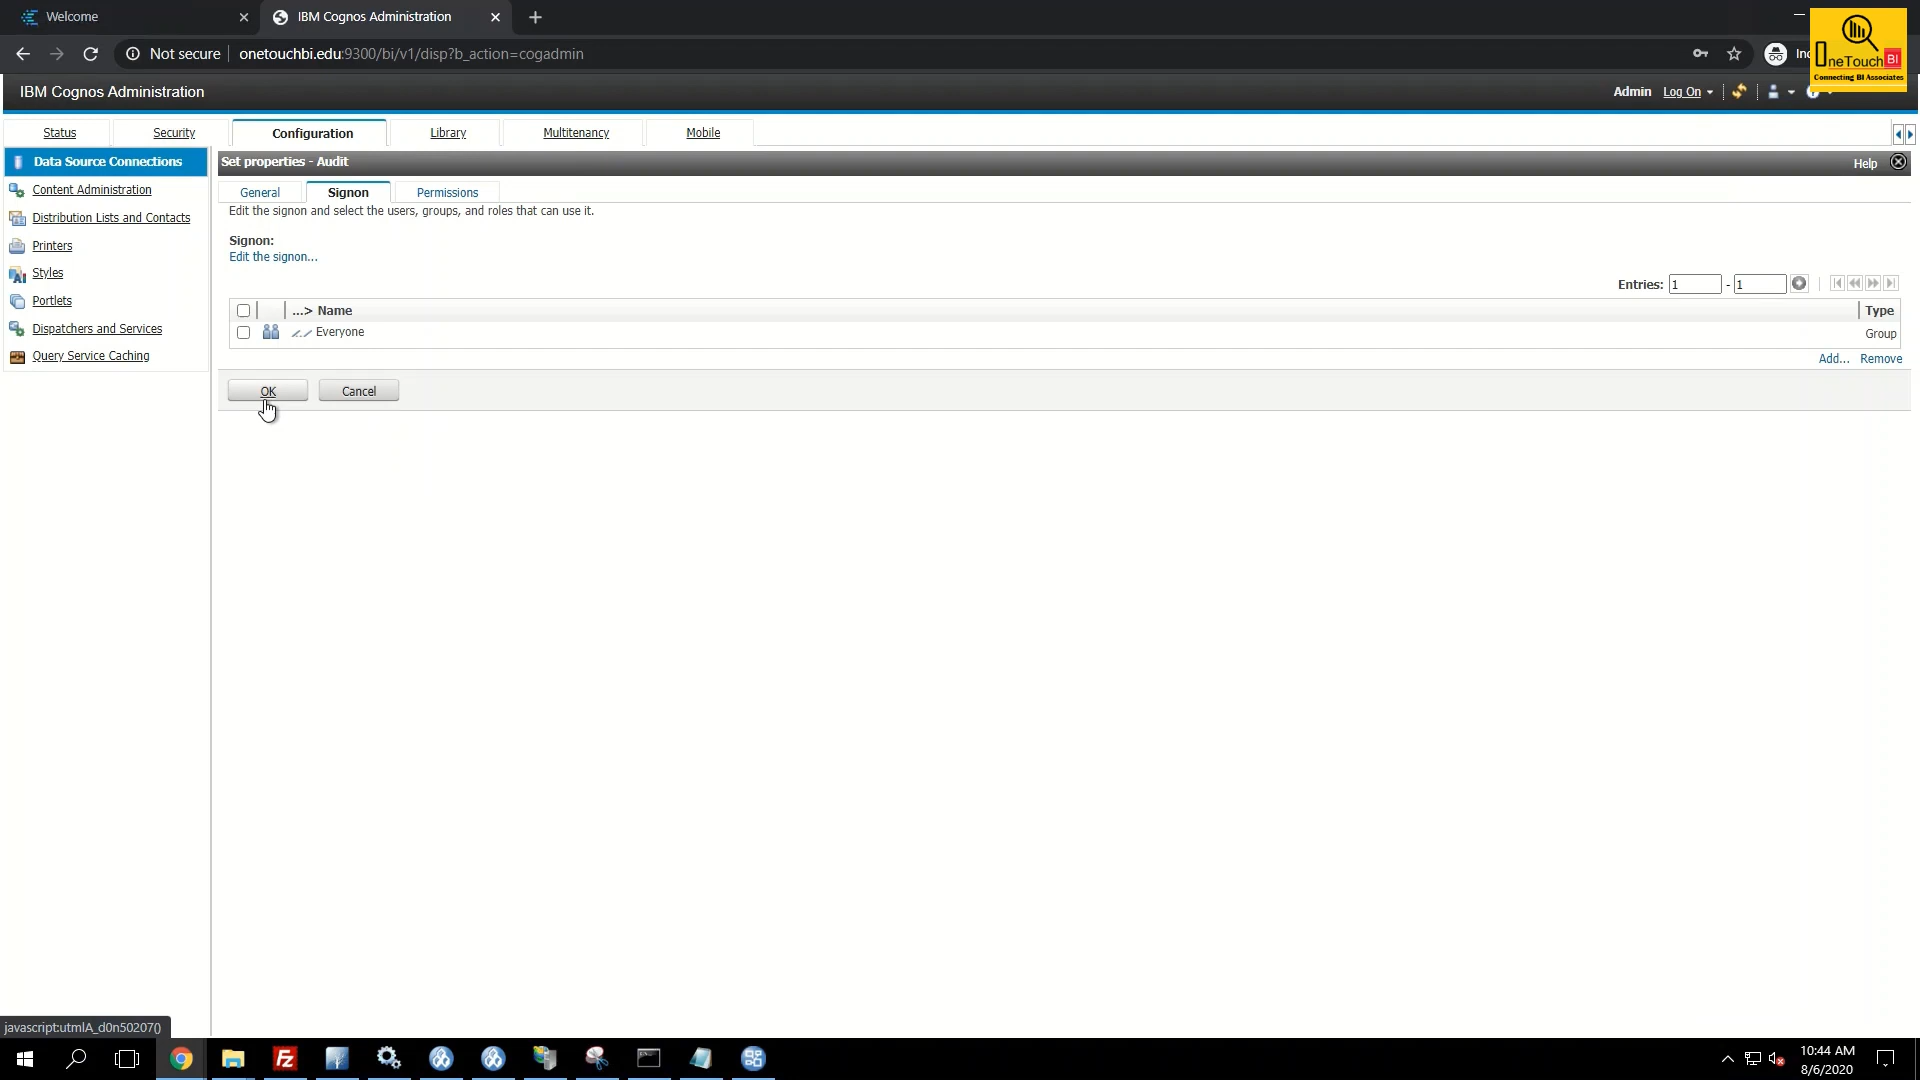 Welcome
IBM Cognos Administration
Not secure
onetouchbi.edu:9300/bi/v1/disp?b_action=cogadmin
OneTouch BI
Connecting BI Associates
IBM Cognos Administration
Admin
Log On
Status
Security
Configuration
Library
Multitenancy
Mobile
Data Source Connections
Content Administration
Distribution Lists and Contacts
Printers
Styles
Portlets
Dispatchers and Services
Query Service Caching
Set properties - Audit
Help
General
Signon
Permissions
Edit the signon and select the users, groups, and roles that can use it.
Signon:
Edit the signon...
Entries: 1 - 1
...> Name
Type
Everyone
Group
Add... Remove
OK
Cancel
javascript:utmlA_d0n50207()
10:44 AM
8/6/2020